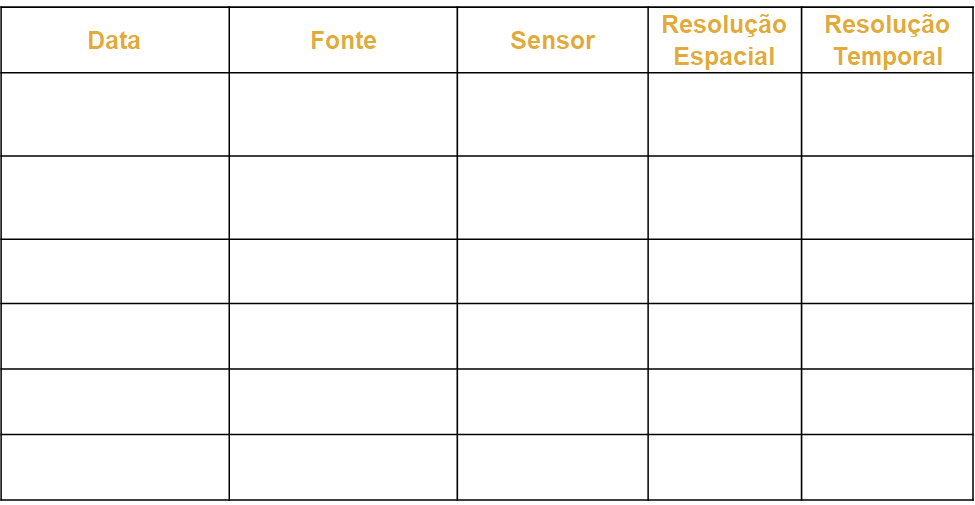 Data
Fonte
Sensor
Resolução
Espacial
Resolução
Temporal